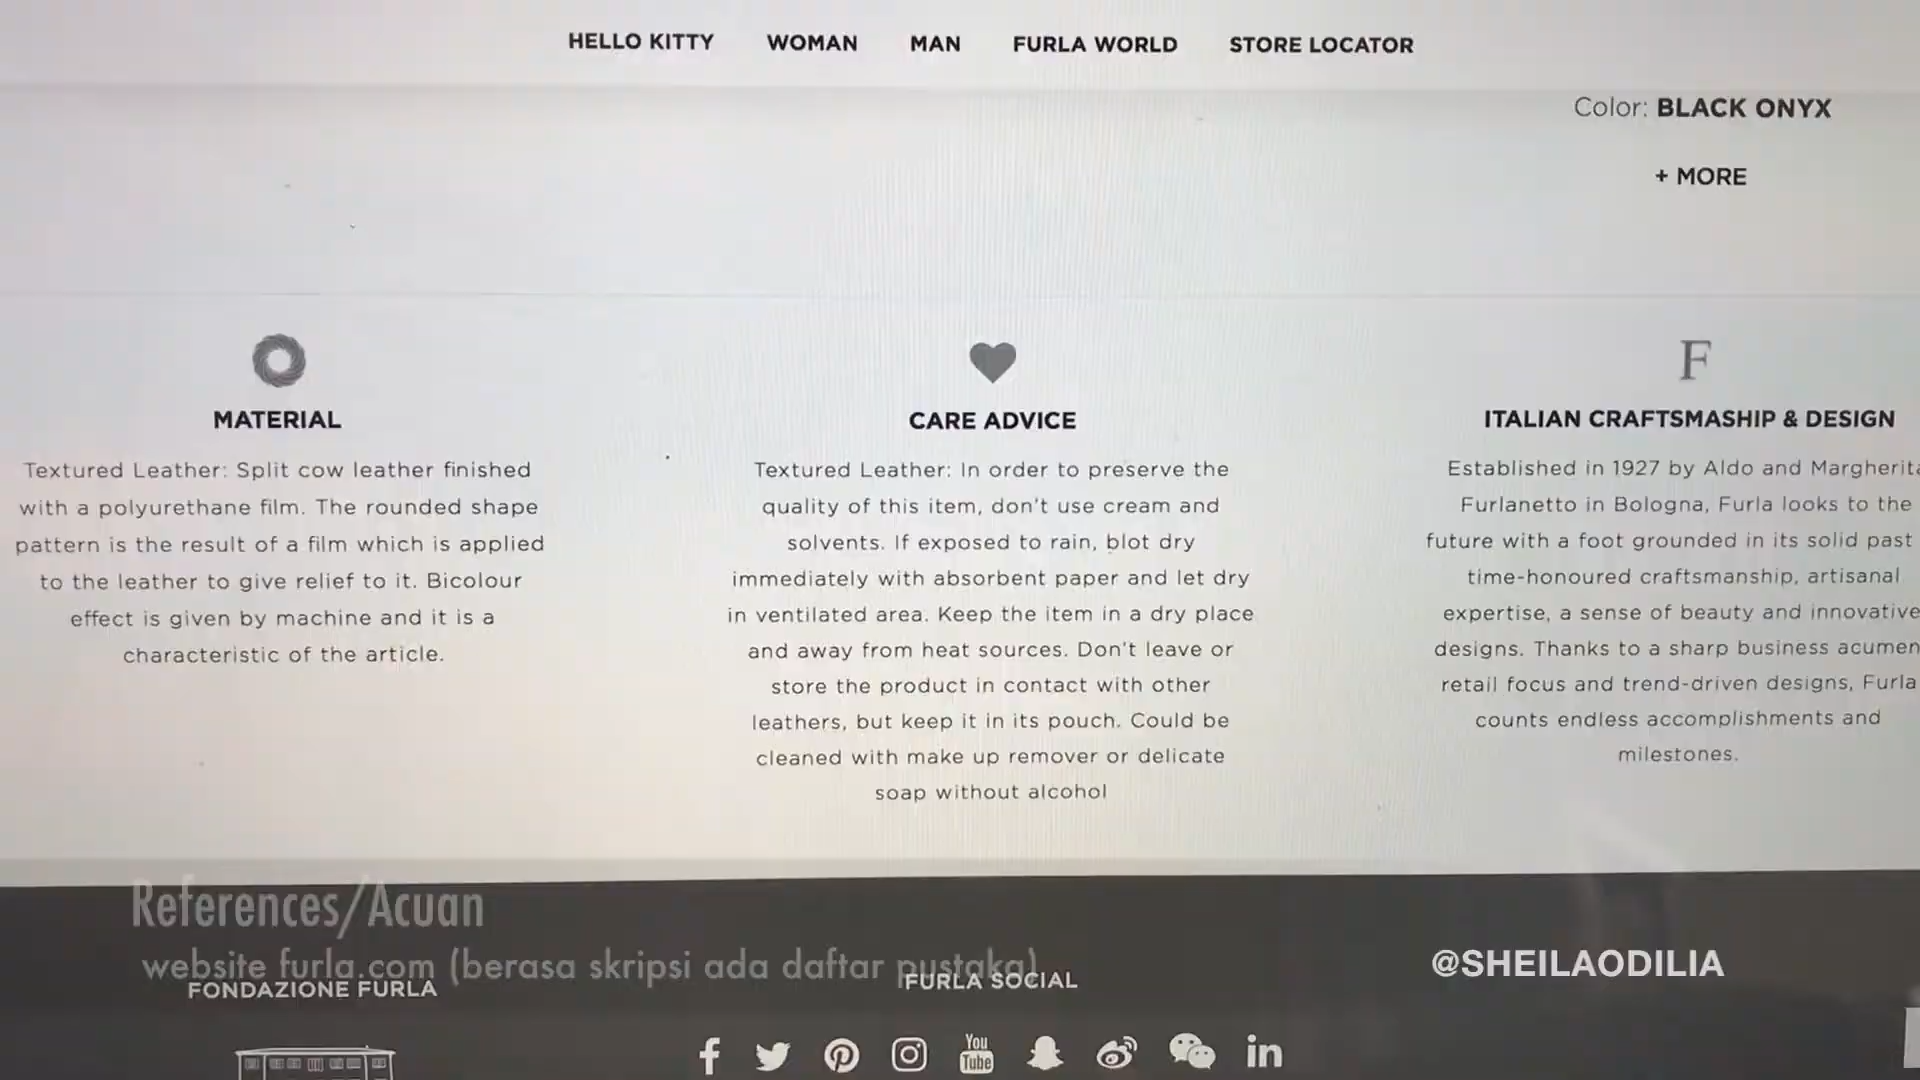 HELLO KITTY WOMAN MAN FURLA WORLD STORE LOCATOR
Color: BLACK ONYX
+ MORE
MATERIAL
Textured Leather: Split cow leather finished
with a polyurethane film. The rounded shape
pattern is the result of a film which is applied
to the leather to give relief to it. Bicolour
effect is given by machine and it is a
characteristic of the article.
CARE ADVICE
Textured Leather: In order to preserve the
quality of this item, don't use cream and
solvents. If exposed to rain, blot dry
immediately with absorbent paper and let dry
in ventilated area. Keep the item in a dry place
and away from heat sources. Don't leave or
store the product in contact with other
leathers, but keep it in its pouch. Could be
cleaned with make up remover or delicate
soap without alcohol
F
ITALIAN CRAFTSMASHIP & DESIGN
Established in 1927 by Aldo and Margherita
Furlanetto in Bologna, Furla looks to the
future with a foot grounded in its solid past
time-honoured craftsmanship, artisanal
expertise, a sense of beauty and innovative
designs. Thanks to a sharp business acumen
retail focus and trend-driven designs, Furla
counts endless accomplishments and
milestones.
References/Acuan
website furla.com (berasa skripsi ada daftar pustaka)
@SHEILAODILIA
FONDAZIONE FURLA
FURLA SOCIAL
You
Tube
in